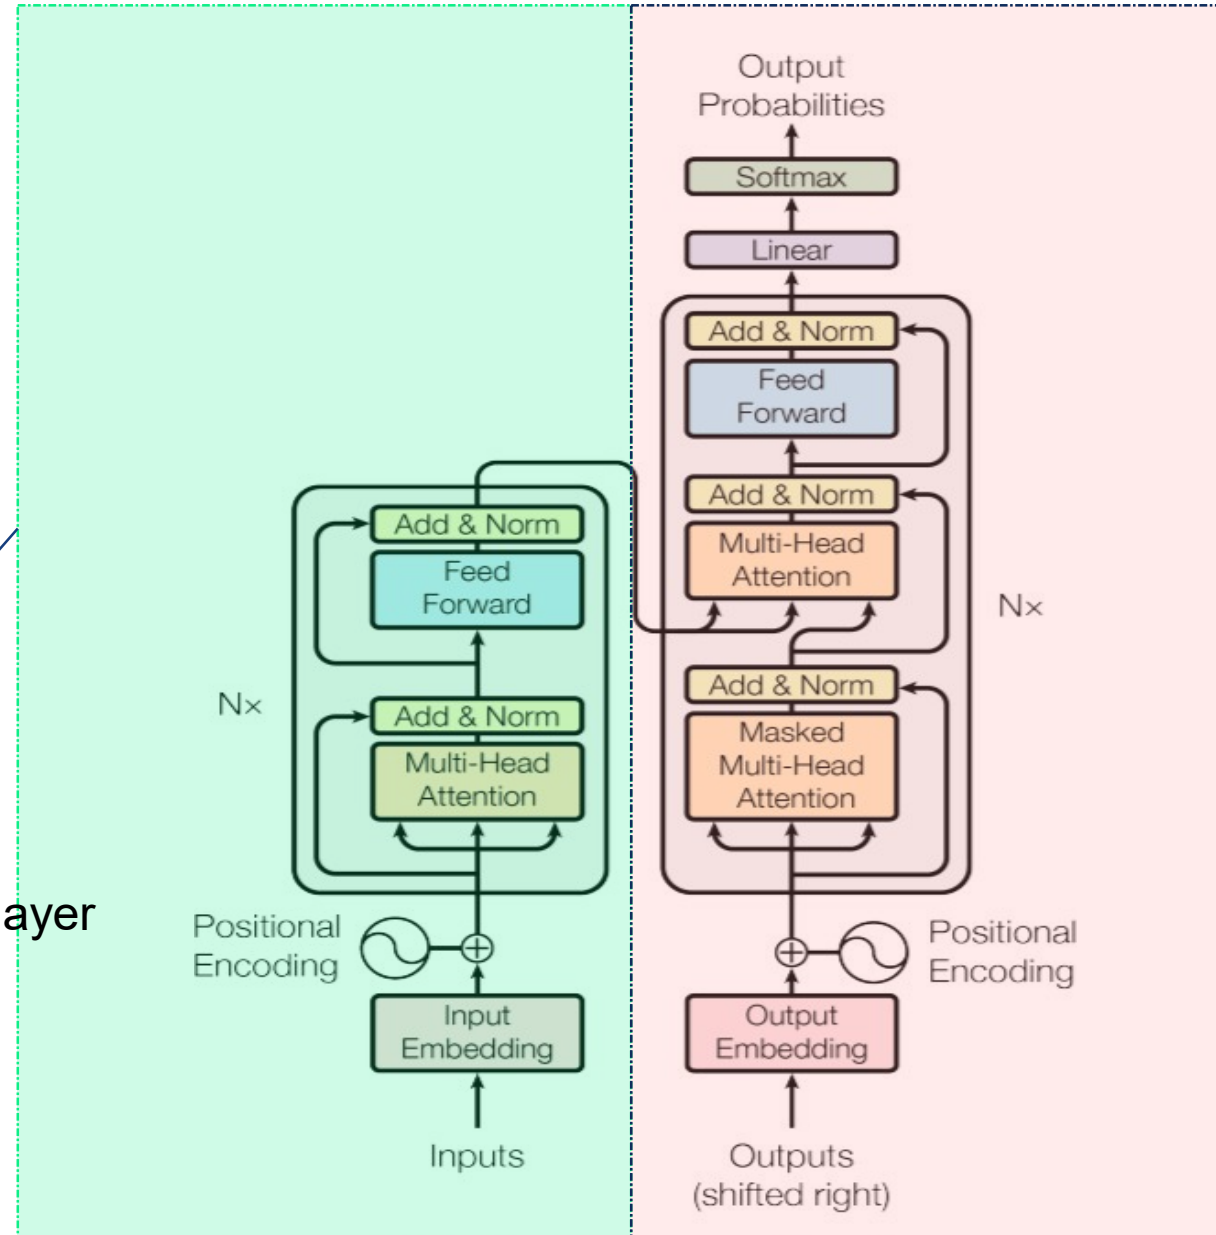 Output
Probabilities
Softmax
Linear
Add & Norm
Feed
Forward
Add & Norm
Multi-Head
Attention
Nx
Add & Norm
Masked
Multi-Head
Attention
Positional
Encoding
Output
Embedding
Outputs
(shifted right)
Add & Norm
Feed
Forward
Nx
Add & Norm
Multi-Head
Attention
ayer
Positional
Encoding
Input
Embedding
Inputs